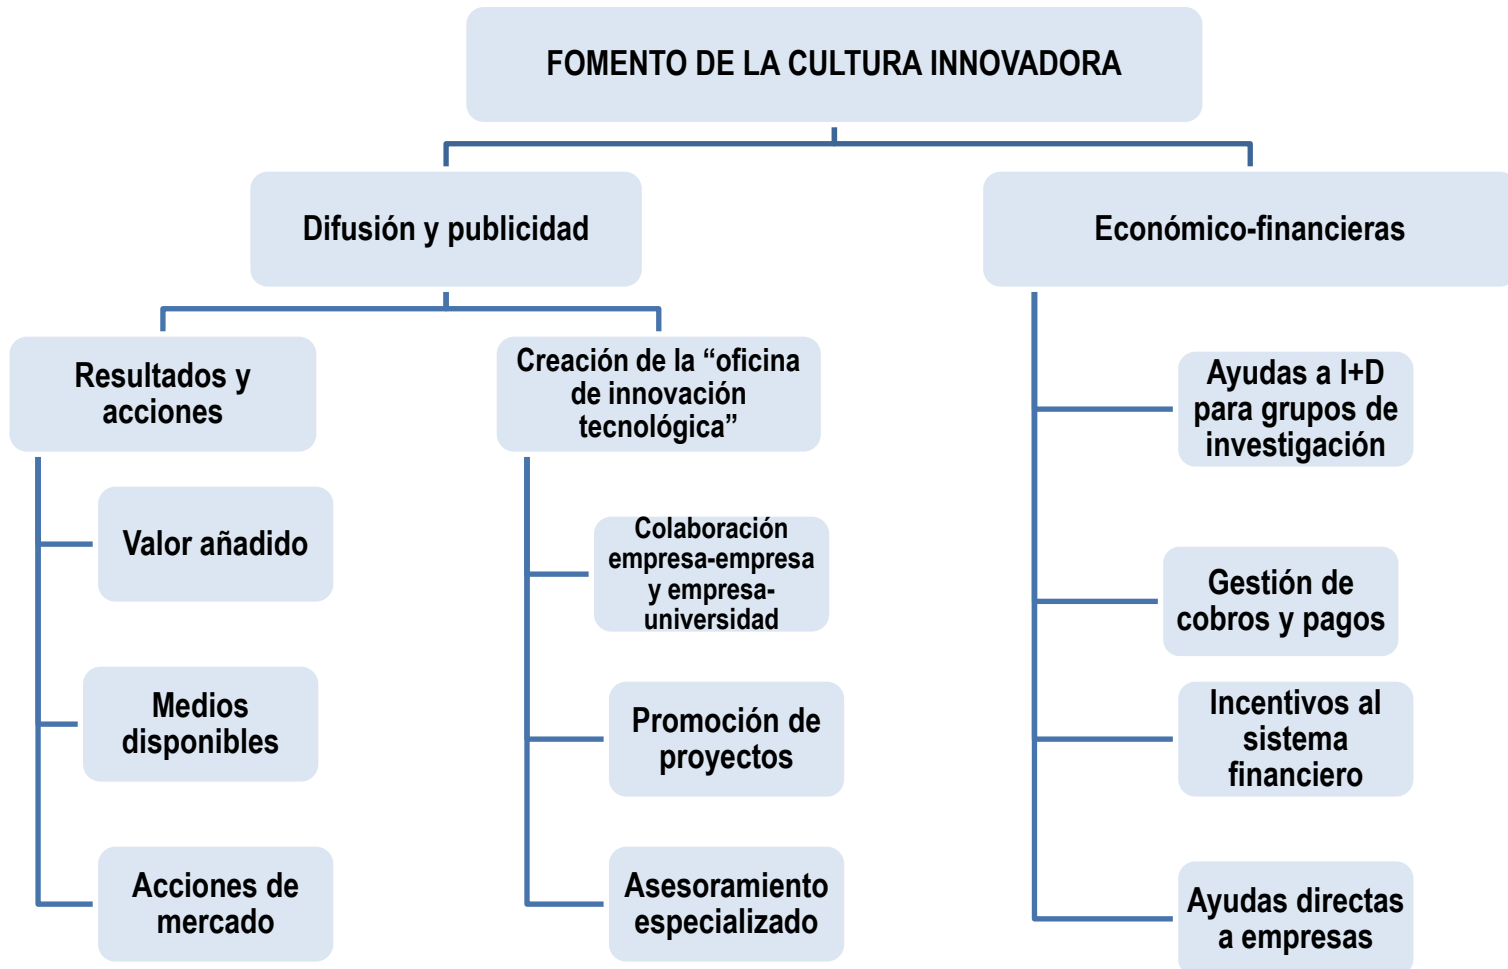 FOMENTO DE LA CULTURA INNOVADORA
Difusión y publicidad
Económico-financieras
Resultados y
acciones
Creación de la “oficina
de innovación
tecnológica”
Valor añadido
Medios
disponibles
Acciones de
mercado
Colaboración
empresa-empresa
y empresa-
universidad
Promoción de
proyectos
Asesoramiento
especializado
Ayudas a I+D
para grupos de
investigación
Gestión de
cobros y pagos
Incentivos al
sistema
financiero
Ayudas directas
a empresas